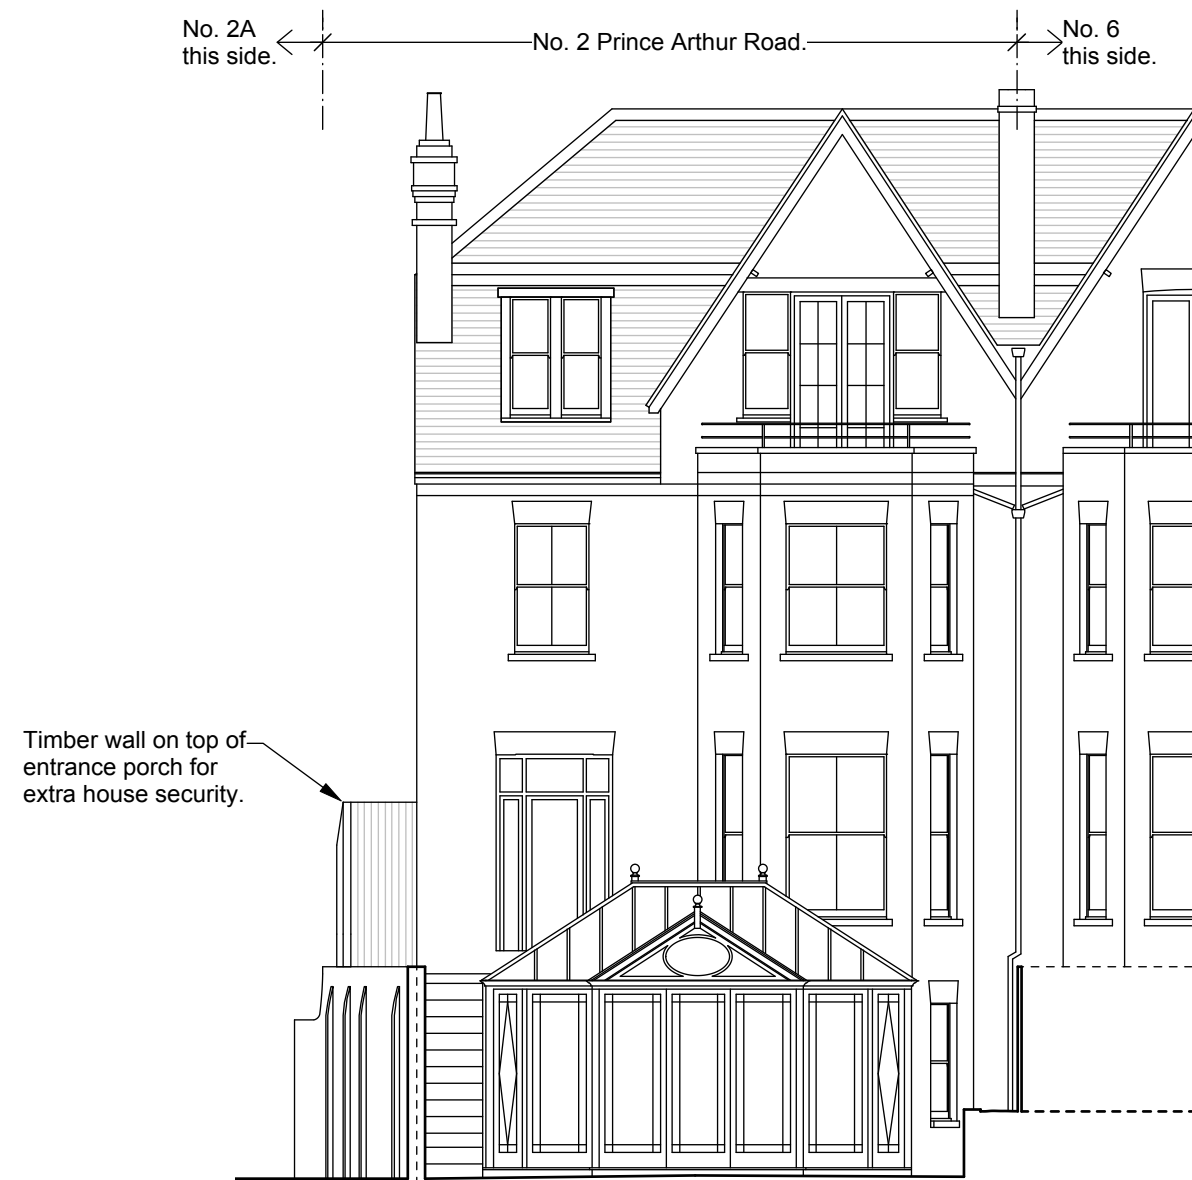 No. 2A
this side.
No. 2 Prince Arthur Road.
No. 6
this side.
Timber wall on top of
entrance porch for
extra house security.